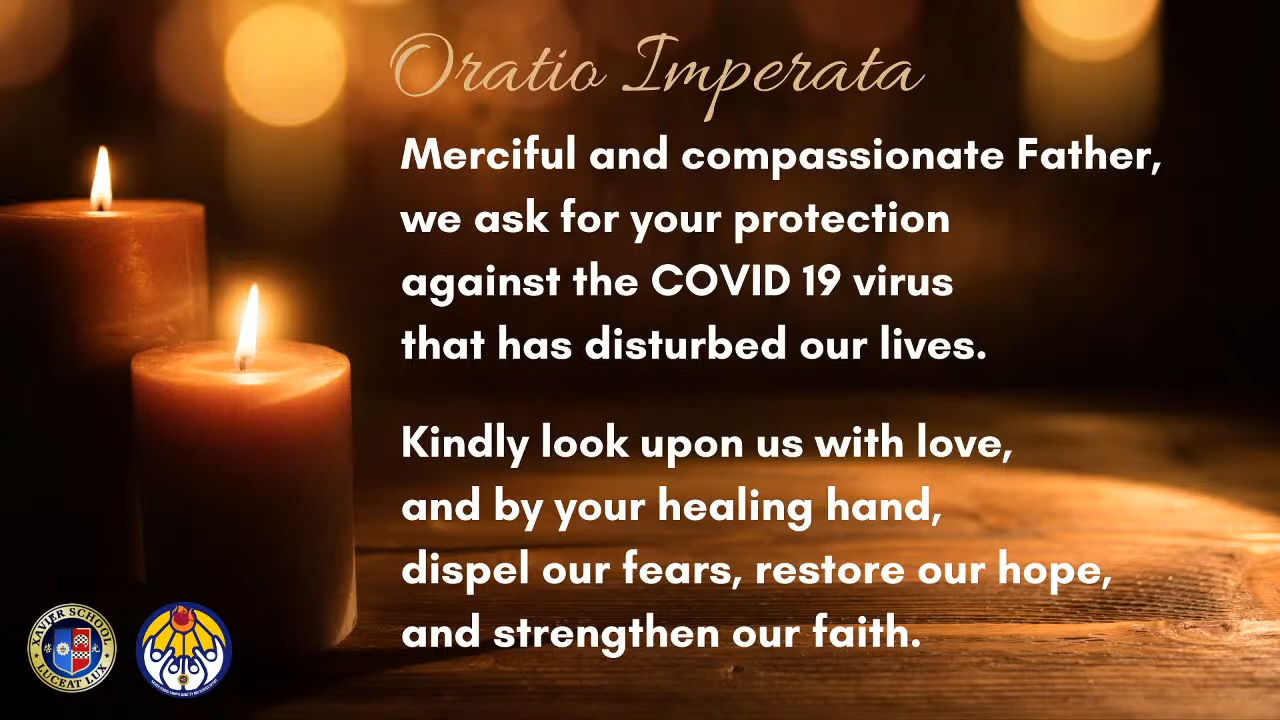 Oratio Imperata
Merciful and compassionate Father,
we ask for your protection
against the COVID 19 virus
that has disturbed our lives.
Kindly look upon us with love,
and by your healing hand,
dispel our fears, restore our hope,
and strengthen our faith.
XAVIER SCHOOL
LUCEAT LUX